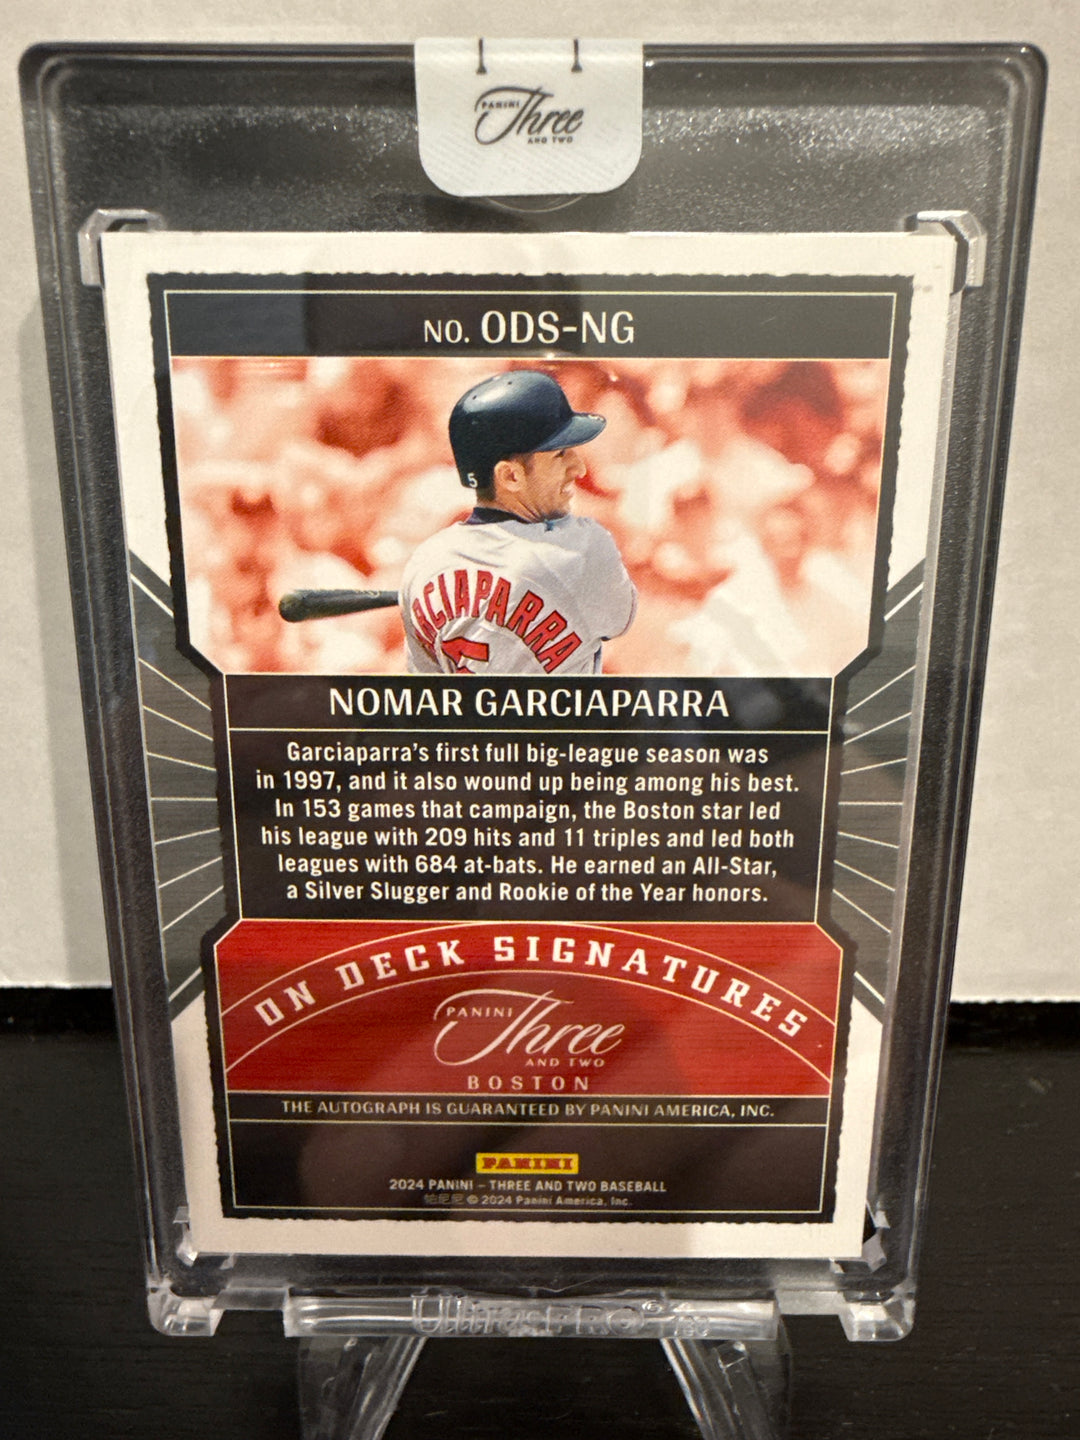 PANINI
Three
AND TWO
NO. ODS-NG
5
RCIAPARRA
NOMAR GARCIAPARRA
Garciaparra's first full big-league season was
in 1997, and it also wound up being among his best.
In 153 games that campaign, the Boston star led
his league with 209 hits and 11 triples and led both
leagues with 684 at-bats. He earned an All-Star,
a Silver Slugger and Rookie of the Year honors.
ON DECK SIGNATURES
PANINI
Three
AND TWO
BOSTON
THE AUTOGRAPH IS GUARANTEED BY PANINI AMERICA, INC.
PANINI
2024 PANINI – THREE AND TWO BASEBALL
帕尼尼 © 2024 Panini America, Inc.
Ultra PRO